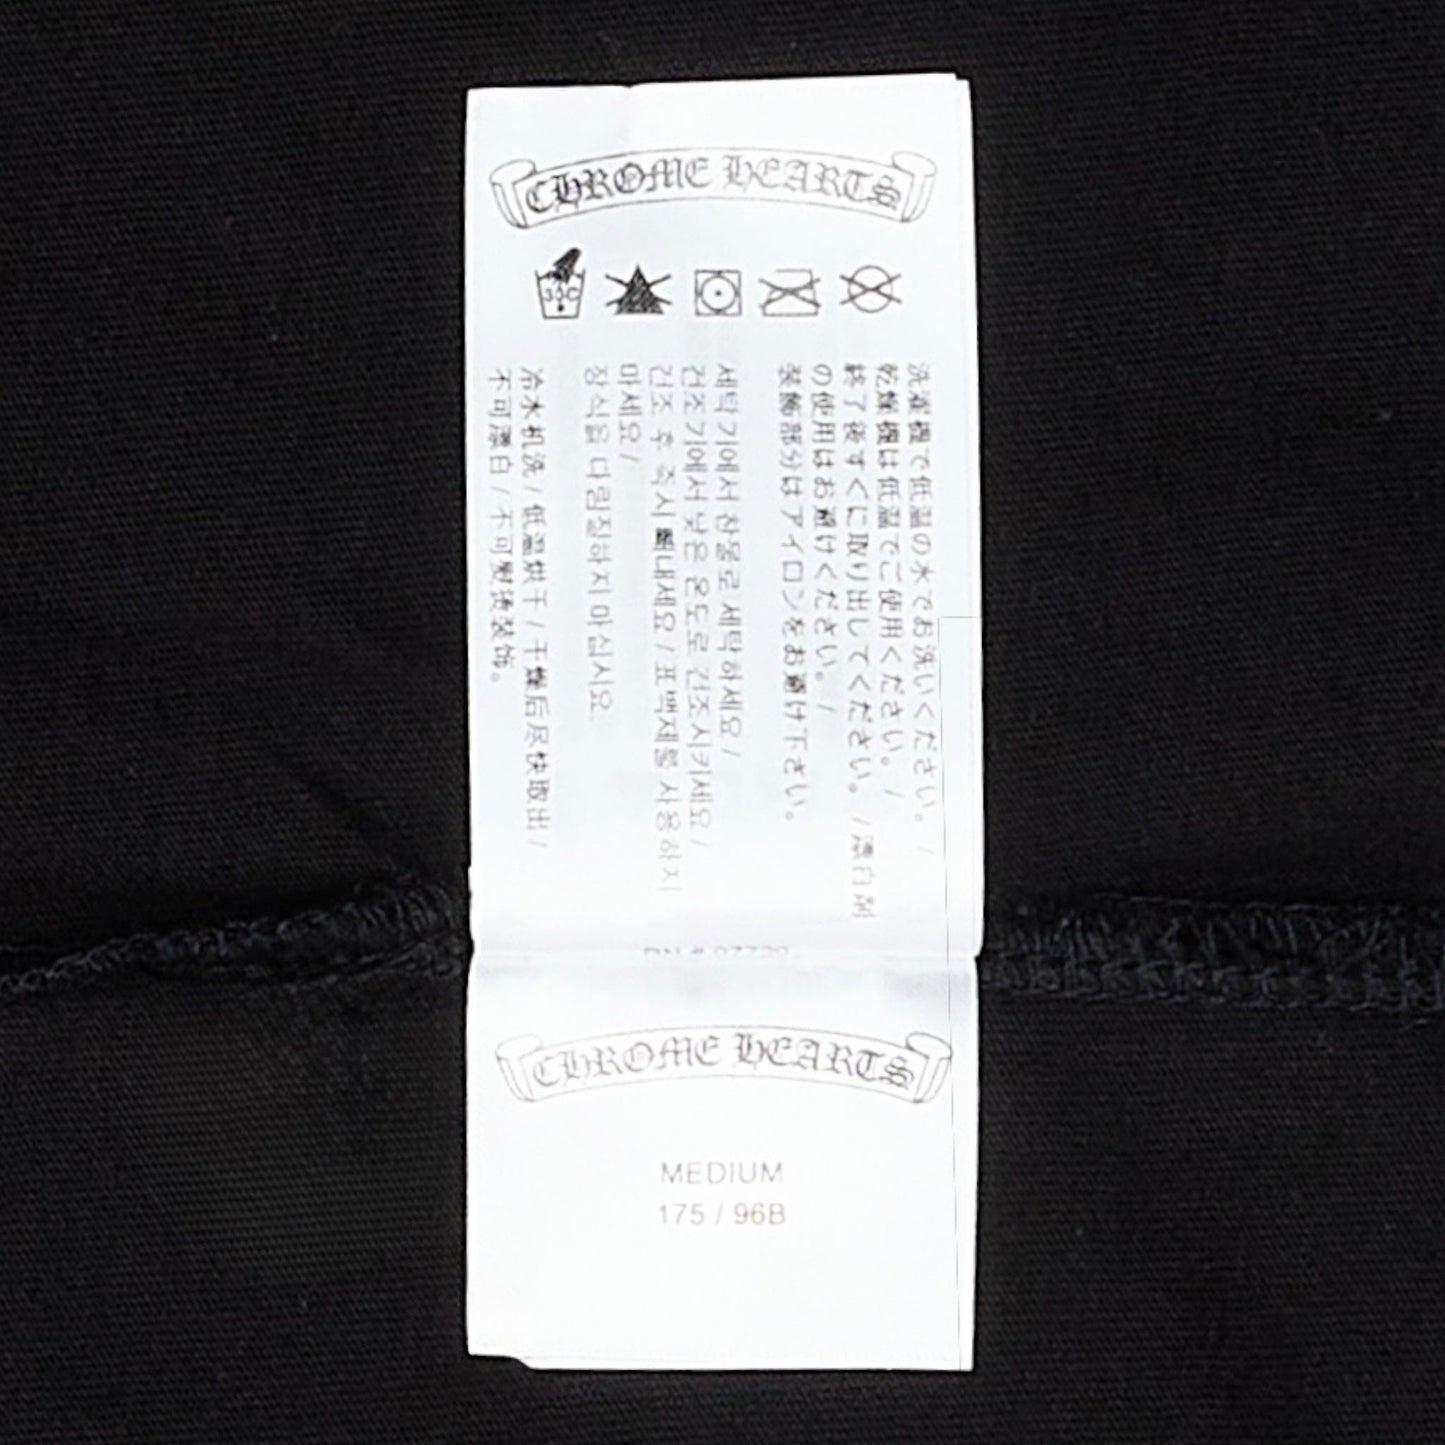 CHROME HEARTS
30C
洗濯機で低温の水でお洗いください。/
乾燥機は低温でご使用ください。/
終了後すぐに取り出してください。/漂白剤
の使用はお避けください。/
装飾部分はアイロンをお避け下さい。
세탁기에서 찬물로 세탁하세요/
건조기에서 낮은 온도로 건조시키세요/
건조 후 즉시 꺼내세요/표백제를 사용하지
마세요/
장식을 다림질하지 마십시요.
冷水机洗/低溫烘干/干燥后尽快取出/
不可漂白/不可熨烫装饰。
CHROME HEARTS
MEDIUM
175 / 96B